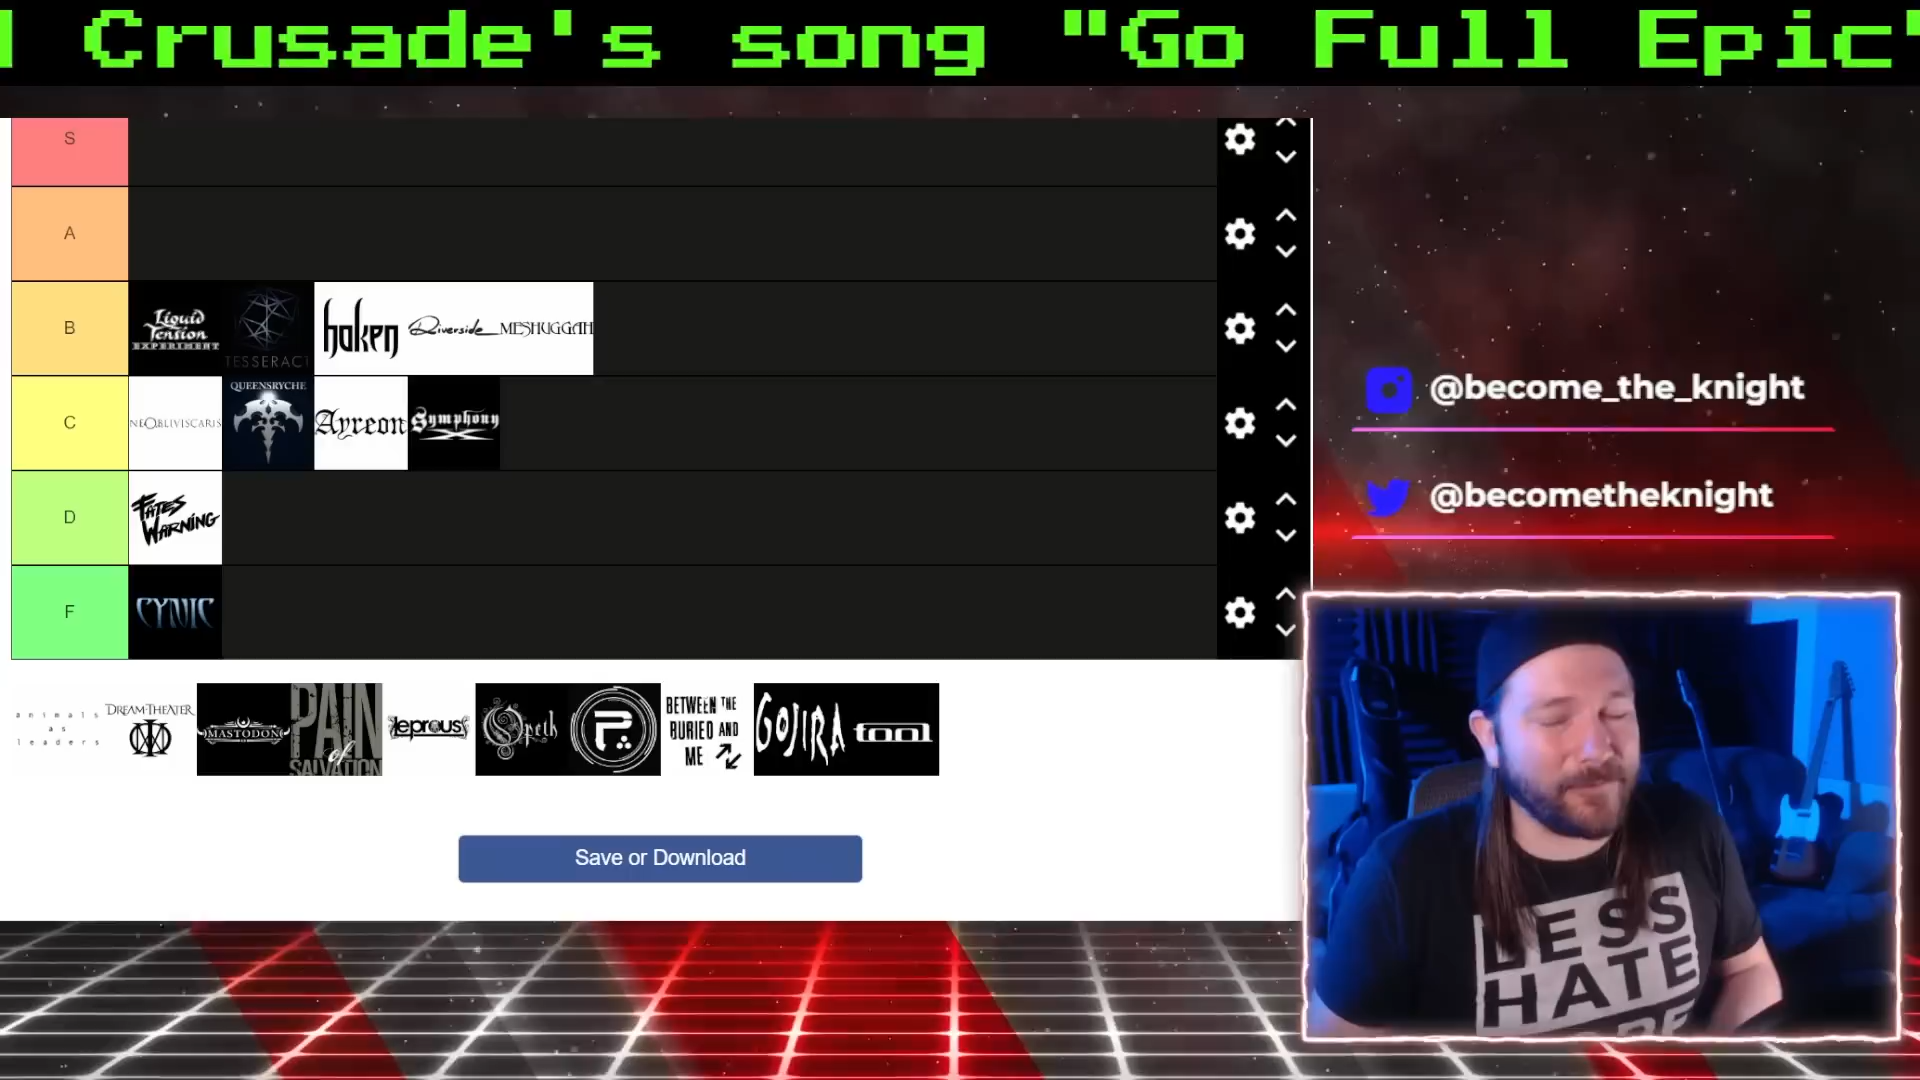 d Crusade's song "Go Full Epic"
S
A
B
Liquid Tension EXPERIMENT
TESSERACT
haken
Riverside
MESHUGGAH
C
NE OBLIVISCARIS
QUEENSRYCHE
Ayreon
Symphony X
D
FATES WARNING
F
CYNIC
animals as leaders
DREAM THEATER
MASTODON
PAIN of SALVATION
leprous
Opeth
P
BETWEEN THE BURIED AND ME
GOJIRA
TOOL
Save or Download
@become_the_knight
@becometheknight
LESS
HATE